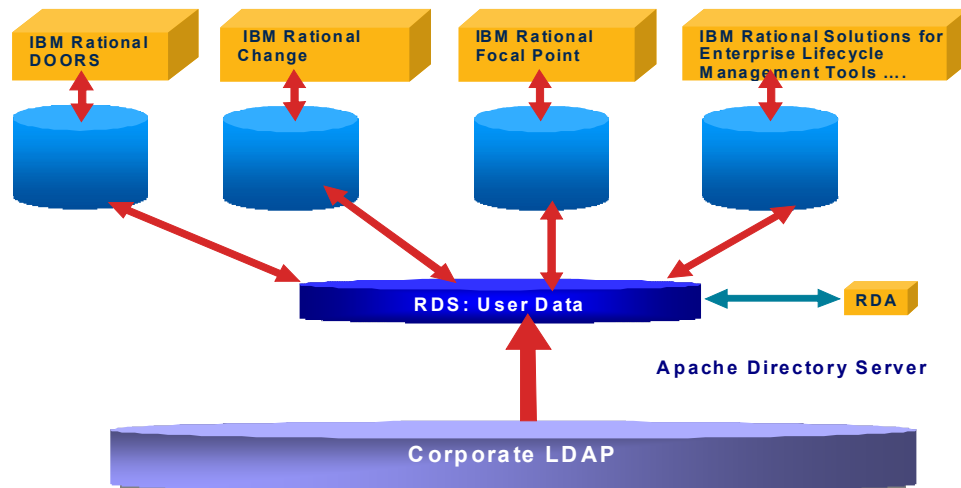 IBM Rational
DOORS
IBM Rational
Change
IBM Rational
Focal Point
IBM Rational Solutions for
Enterprise Lifecycle
Management Tools ....
RDS: User Data
RDA
Apache Directory Server
Corporate LDAP